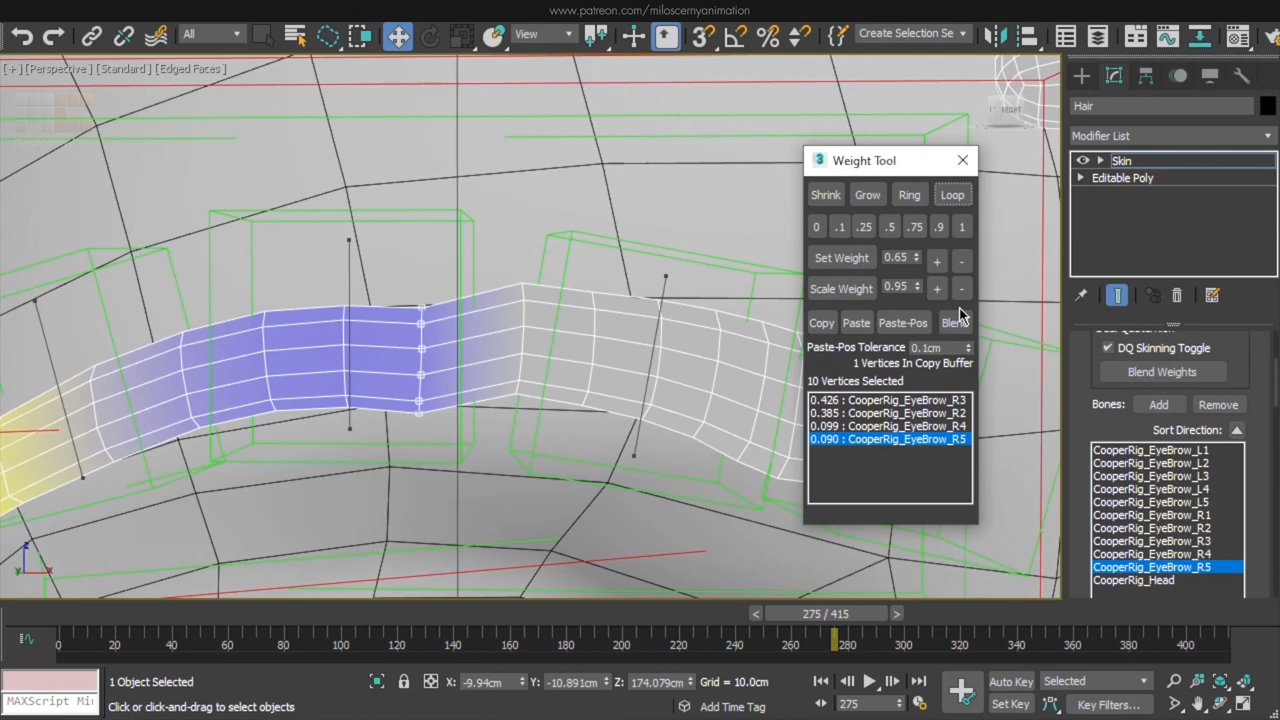 www.patreon.com/miloscernyanimation
All
View
3
Create Selection Se
[+] [Perspective] [Standard] [Edged Faces]
FRONT
Hair
Modifier List
Skin
Editable Poly
3 Weight Tool
Shrink Grow Ring Loop
0 .1 .25 .5 .75 .9 1
Set Weight 0.65 + -
Scale Weight 0.95 + -
Copy Paste Paste-Pos Blend
Paste-Pos Tolerance 0.1cm
1 Vertices In Copy Buffer
10 Vertices Selected
0.426 : CooperRig_EyeBrow_R3
0.385 : CooperRig_EyeBrow_R2
0.099 : CooperRig_EyeBrow_R4
0.090 : CooperRig_EyeBrow_R5
DQ Skinning Toggle
Blend Weights
Bones: Add Remove
Sort Direction:
CooperRig_EyeBrow_L1
CooperRig_EyeBrow_L2
CooperRig_EyeBrow_L3
CooperRig_EyeBrow_L4
CooperRig_EyeBrow_L5
CooperRig_EyeBrow_R1
CooperRig_EyeBrow_R2
CooperRig_EyeBrow_R3
CooperRig_EyeBrow_R4
CooperRig_EyeBrow_R5
CooperRig_Head
z
y x
< 275 / 415 >
0 20 40 60 80 100 120 140 160 180 200 220 240 260 280 300 320 340 360 380 400
1 Object Selected
X: -9.94cm Y: -10.891cm Z: 174.079cm Grid = 10.0cm
Auto Key Selected
MAXScript Mi
Click or click-and-drag to select objects
Add Time Tag
275
Set Key Key Filters...